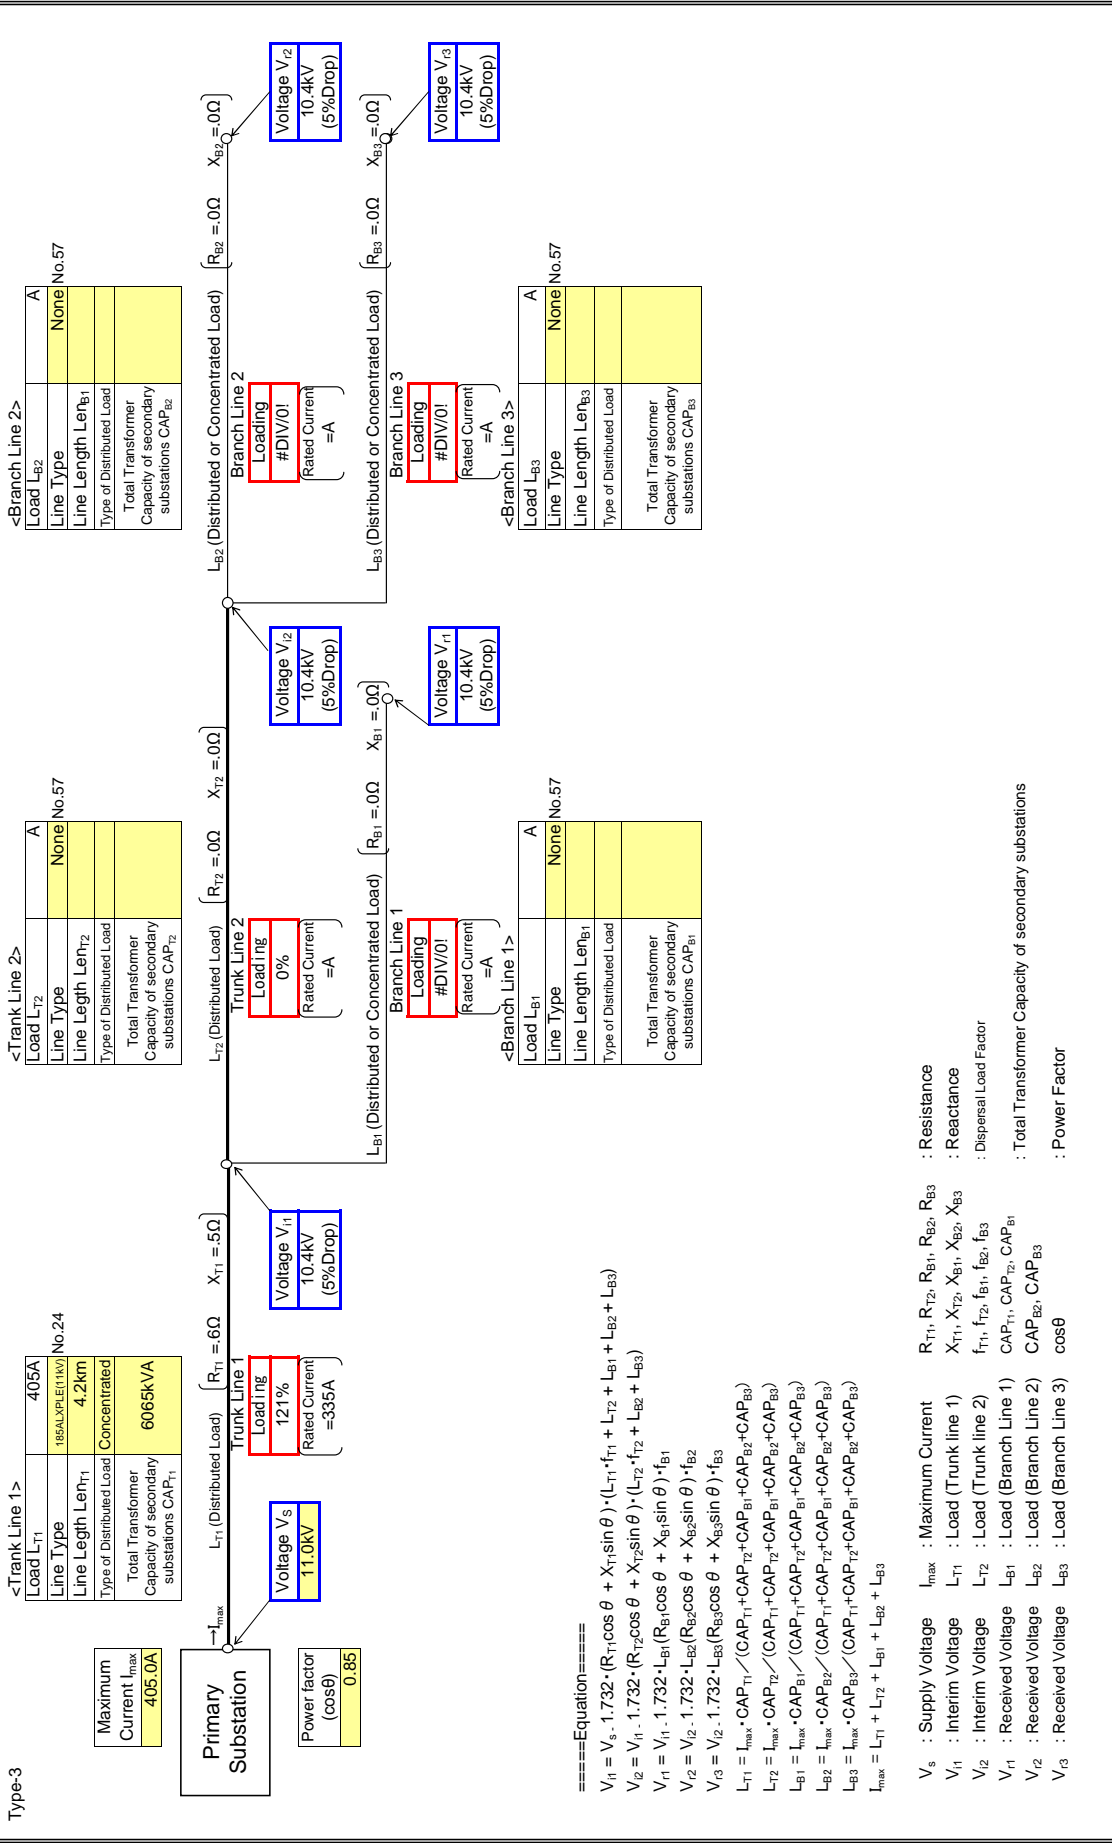 Type-3
Maximum
Current Imax
405.0A
Primary
Substation
Power factor
(cosθ)
0.85
→Imax
Voltage VS
11.0kV
<Trank Line 1>
Load LT1 405A
Line Type 185ALXPLE(11kV) No.24
Line Legth LenT1 4.2km
Type of Distributed Load Concentrated
Total Transformer
Capacity of secondary
substations CAPT1
6065kVA
LT1 (Distributed Load) RT1 =.6Ω XT1 =.5Ω
Trunk Line 1
Loading
121%
Rated Current
=335A
Voltage Vi1
10.4kV
(5%Drop)
<Trank Line 2>
Load LT2 A
Line Type None No.57
Line Length LenT2
Type of Distributed Load
Total Transformer
Capacity of secondary
substations CAPT2
LT2 (Distributed Load) RT2 =.0Ω XT2 =.0Ω
Trunk Line 2
Loading
0%
Rated Current
=A
Voltage Vi2
10.4kV
(5%Drop)
LB1 (Distributed or Concentrated Load) RB1 =.0Ω XB1 =.0Ω
Branch Line 1
Loading
#DIV/0!
Rated Current
=A
Voltage Vr1
10.4kV
(5%Drop)
<Branch Line 1>
Load LB1 A
Line Type None No.57
Line Length LenB1
Type of Distributed Load
Total Transformer
Capacity of secondary
substations CAPB1
<Branch Line 2>
Load LB2 A
Line Type None No.57
Line Length LenB1
Type of Distributed Load
Total Transformer
Capacity of secondary
substations CAPB2
LB2 (Distributed or Concentrated Load) RB2 =.0Ω XB2 =.0Ω
Branch Line 2
Loading
#DIV/0!
Rated Current
=A
Voltage Vr2
10.4kV
(5%Drop)
LB3 (Distributed or Concentrated Load) RB3 =.0Ω XB3 =.0Ω
Branch Line 3
Loading
#DIV/0!
Rated Current
=A
Voltage Vr3
10.4kV
(5%Drop)
<Branch Line 3>
Load LB3 A
Line Type None No.57
Line Length LenB3
Type of Distributed Load
Total Transformer
Capacity of secondary
substations CAPB3
=====Equation=====
Vi1 = Vs - 1.732・(RT1cos θ + XT1sin θ)・(LT1・fT1 + LT2 + LB1 + LB2 + LB3)
Vi2 = Vi1 - 1.732・(RT2cos θ + XT2sin θ)・(LT2・fT2 + LB2 + LB3)
Vr1 = Vi1 - 1.732・LB1(RB1cos θ + XB1sin θ)・fB1
Vr2 = Vi2 - 1.732・LB2(RB2cos θ + XB2sin θ)・fB2
Vr3 = Vi2 - 1.732・LB3(RB3cos θ + XB3sin θ)・fB3
LT1 = Imax・CAPT1／(CAPT1+CAPT2+CAPB1+CAPB2+CAPB3)
LT2 = Imax・CAPT2／(CAPT1+CAPT2+CAPB1+CAPB2+CAPB3)
LB1 = Imax・CAPB1／(CAPT1+CAPT2+CAPB1+CAPB2+CAPB3)
LB2 = Imax・CAPB2／(CAPT1+CAPT2+CAPB1+CAPB2+CAPB3)
LB3 = Imax・CAPB3／(CAPT1+CAPT2+CAPB1+CAPB2+CAPB3)
Imax = LT1 + LT2 + LB1 + LB2 + LB3
Vs : Supply Voltage Imax : Maximum Current RT1, RT2, RB1, RB2, RB3 : Resistance
Vi1 : Interim Voltage LT1 : Load (Trunk line 1) XT1, XT2, XB1, XB2, XB3 : Reactance
Vi2 : Interim Voltage LT2 : Load (Trunk line 2) fT1, fT2, fB1, fB2, fB3 : Dispersal Load Factor
Vr1 : Received Voltage LB1 : Load (Branch Line 1) CAPT1, CAPT2, CAPB1 : Total Transformer Capacity of secondary substations
Vr2 : Received Voltage LB2 : Load (Branch Line 2) CAPB2, CAPB3
Vr3 : Received Voltage LB3 : Load (Branch Line 3) cosθ : Power Factor